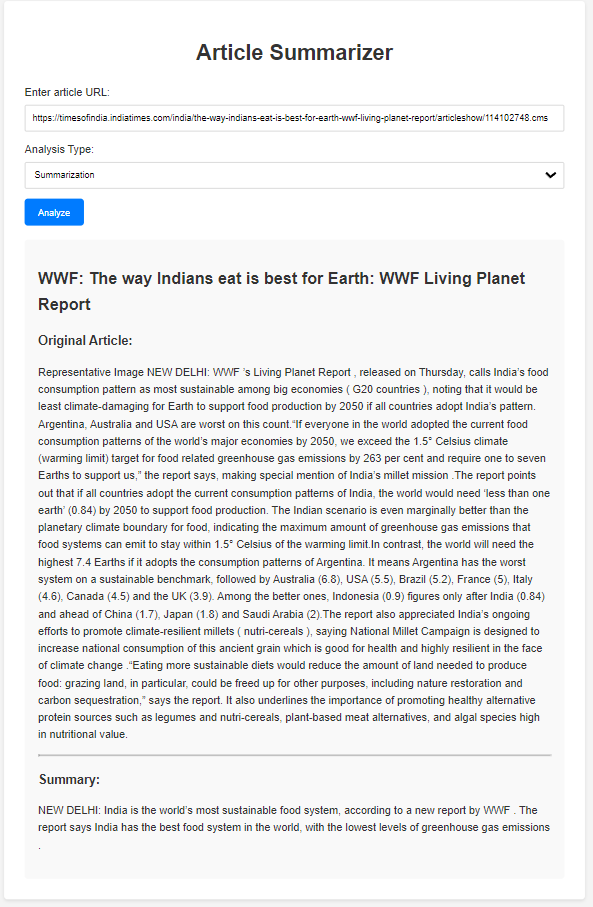 Article Summarizer
Enter article URL:
https://timesofindia.indiatimes.com/india/the-way-indians-eat-is-best-for-earth-wwf-living-planet-report/articleshow/114102748.cms
Analysis Type:
Summarization
Analyze
WWF: The way Indians eat is best for Earth: WWF Living Planet
Report
Original Article:
Representative Image NEW DELHI: WWF 's Living Planet Report , released on Thursday, calls India's food
consumption pattern as most sustainable among big economies ( G20 countries ), noting that it would be
least climate-damaging for Earth to support food production by 2050 if all countries adopt India's pattern.
Argentina, Australia and USA are worst on this count.“If everyone in the world adopted the current food
consumption patterns of the world's major economies by 2050, we exceed the 1.5° Celsius climate
(warming limit) target for food related greenhouse gas emissions by 263 per cent and require one to seven
Earths to support us,” the report says, making special mention of India's millet mission .The report points
out that if all countries adopt the current consumption patterns of India, the world would need ‘less than one
earth’ (0.84) by 2050 to support food production. The Indian scenario is even marginally better than the
planetary climate boundary for food, indicating the maximum amount of greenhouse gas emissions that
food systems can emit to stay within 1.5° Celsius of the warming limit.In contrast, the world will need the
highest 7.4 Earths if it adopts the consumption patterns of Argentina. It means Argentina has the worst
system on a sustainable benchmark, followed by Australia (6.8), USA (5.5), Brazil (5.2), France (5), Italy
(4.6), Canada (4.5) and the UK (3.9). Among the better ones, Indonesia (0.9) figures only after India (0.84)
and ahead of China (1.7), Japan (1.8) and Saudi Arabia (2).The report also appreciated India's ongoing
efforts to promote climate-resilient millets ( nutri-cereals ), saying National Millet Campaign is designed to
increase national consumption of this ancient grain which is good for health and highly resilient in the face
of climate change .“Eating more sustainable diets would reduce the amount of land needed to produce
food: grazing land, in particular, could be freed up for other purposes, including nature restoration and
carbon sequestration,” says the report. It also underlines the importance of promoting healthy alternative
protein sources such as legumes and nutri-cereals, plant-based meat alternatives, and algal species high
in nutritional value.
Summary:
NEW DELHI: India is the world's most sustainable food system, according to a new report by WWF . The
report says India has the best food system in the world, with the lowest levels of greenhouse gas emissions
.